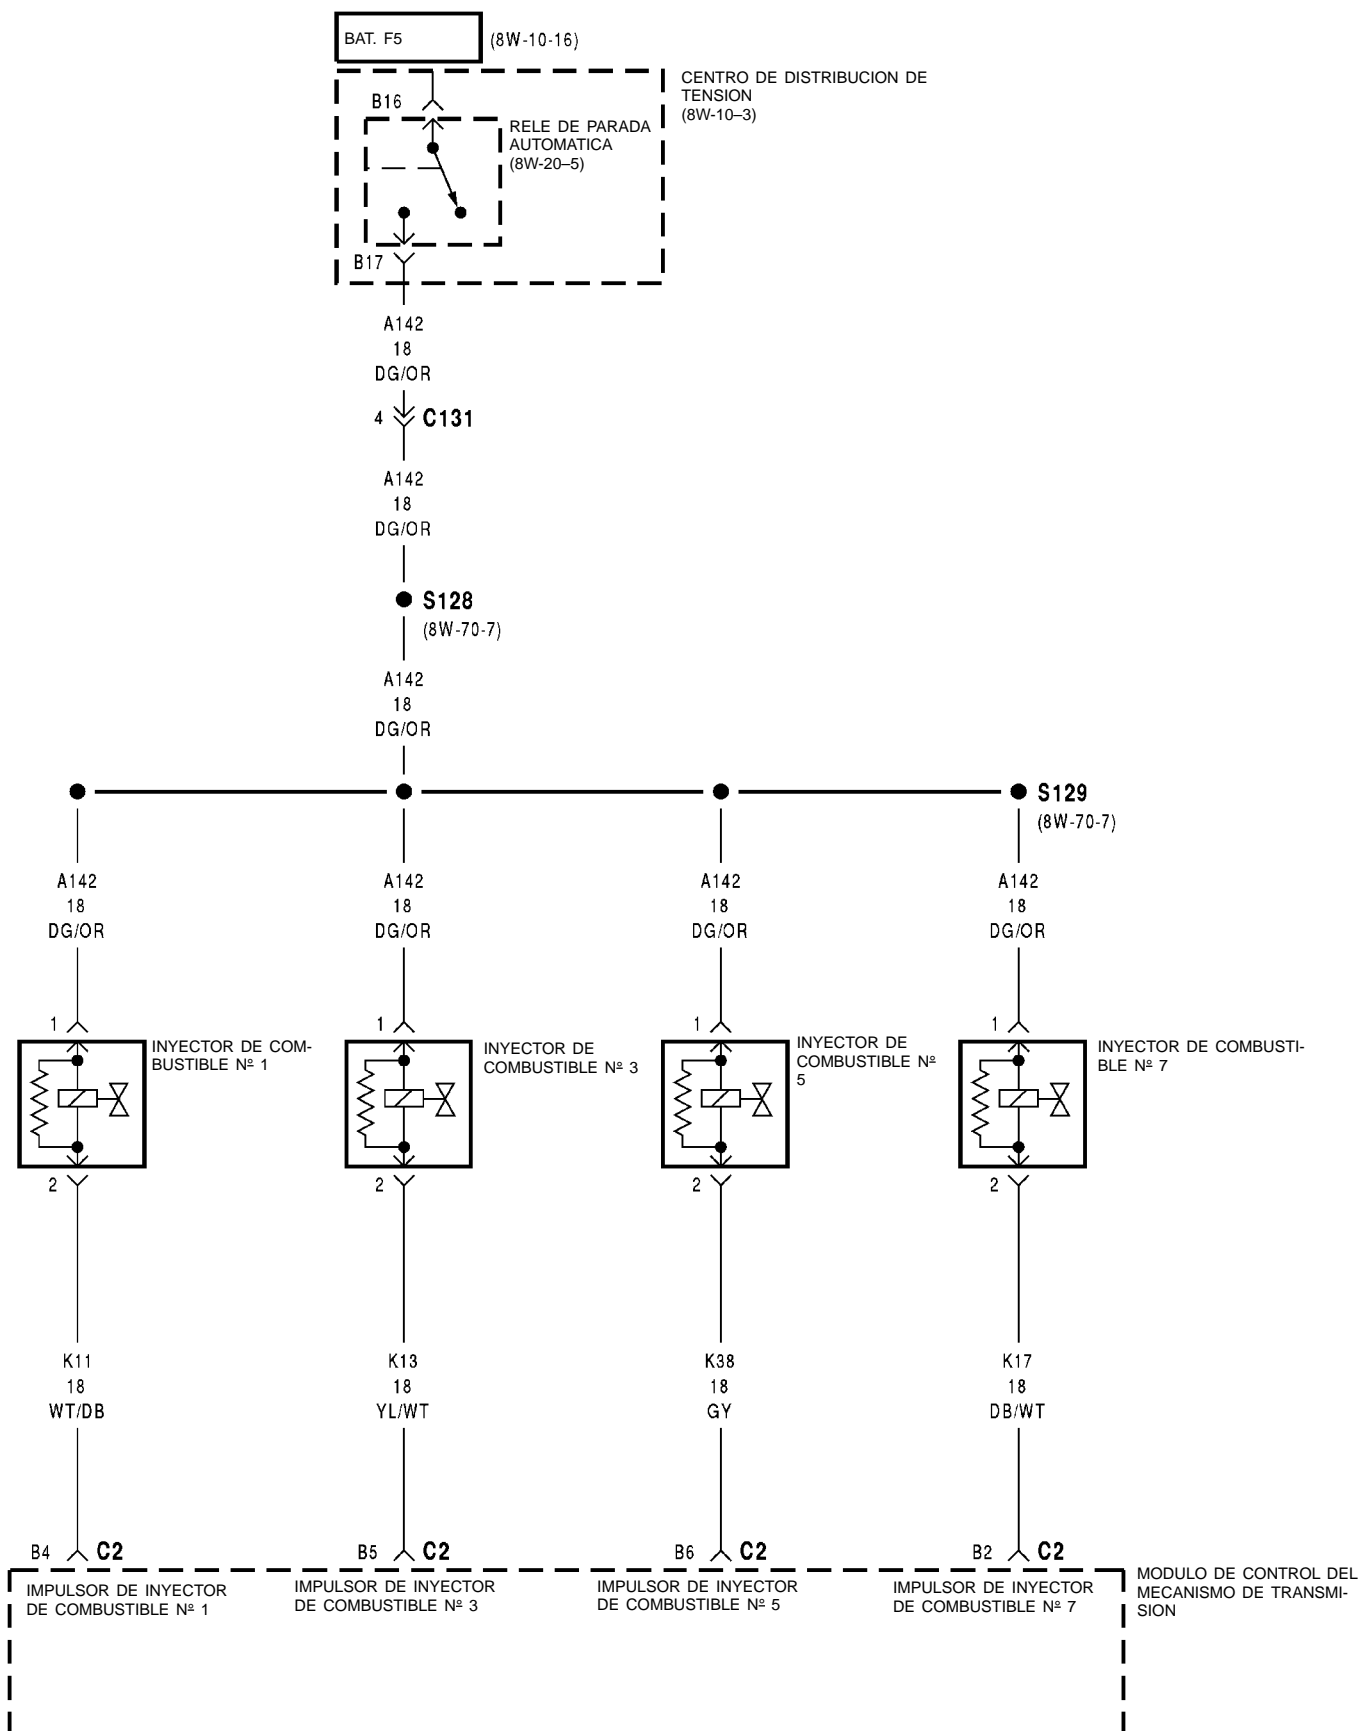 BAT. F5
(8W-10-16)
CENTRO DE DISTRIBUCION DE
TENSION
(8W-10–3)
B16
RELE DE PARADA
AUTOMATICA
(8W-20–5)
B17
A142
18
DG/OR
4
C131
A142
18
DG/OR
S128
(8W-70-7)
A142
18
DG/OR
S129
(8W-70-7)
A142
18
DG/OR
A142
18
DG/OR
A142
18
DG/OR
A142
18
DG/OR
1
INYECTOR DE COM-
BUSTIBLE Nº 1
2
1
INYECTOR DE
COMBUSTIBLE Nº 3
2
1
INYECTOR DE
COMBUSTIBLE Nº
5
2
1
INYECTOR DE COMBUSTI-
BLE Nº 7
2
K11
18
WT/DB
K13
18
YL/WT
K38
18
GY
K17
18
DB/WT
B4
C2
B5
C2
B6
C2
B2
C2
IMPULSOR DE INYECTOR
DE COMBUSTIBLE Nº 1
IMPULSOR DE INYECTOR
DE COMBUSTIBLE Nº 3
IMPULSOR DE INYECTOR
DE COMBUSTIBLE Nº 5
IMPULSOR DE INYECTOR
DE COMBUSTIBLE Nº 7
MODULO DE CONTROL DEL
MECANISMO DE TRANSMI-
SION